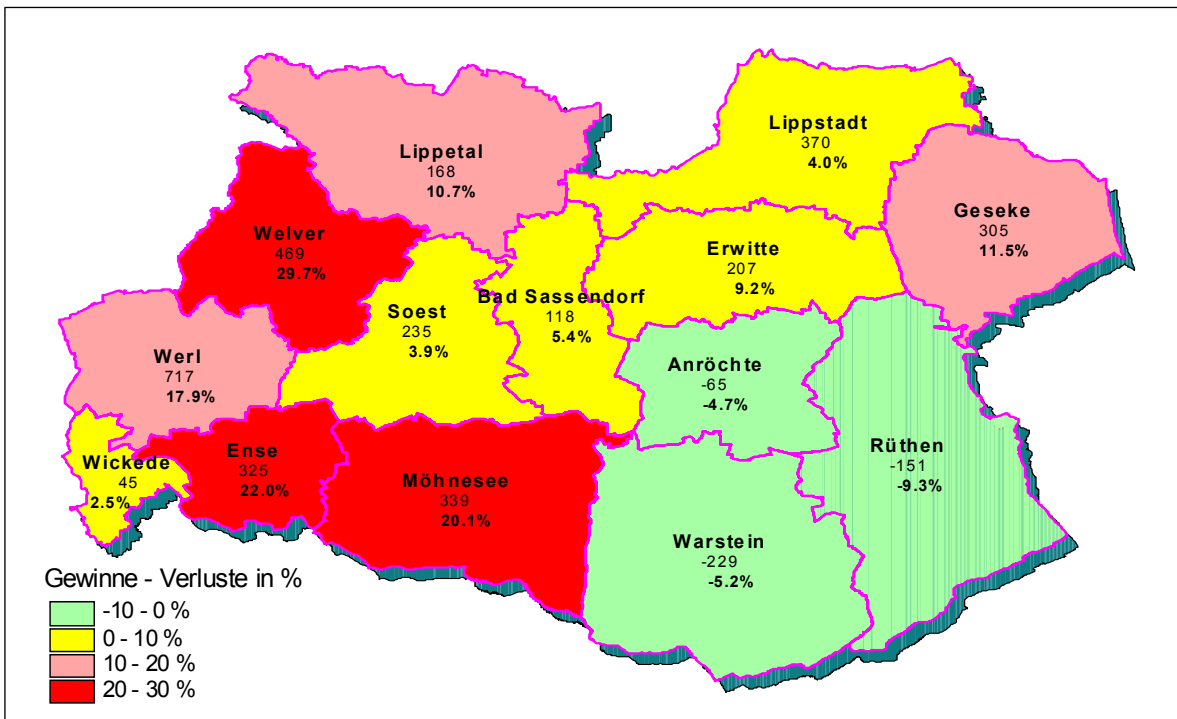 Lippstadt
370
4.0%
Lippetal
168
10.7%
Geseke
305
11.5%
Welver
469
29.7%
Erwitte
207
9.2%
Bad Sassendorf
118
5.4%
Soest
235
3.9%
Werl
717
17.9%
Anröchte
-65
-4.7%
Rüthen
-151
-9.3%
Ense
325
22.0%
Wickede
45
2.5%
Möhnesee
339
20.1%
Warstein
-229
-5.2%
Gewinne - Verluste in %
-10 - 0 %
0 - 10 %
10 - 20 %
20 - 30 %